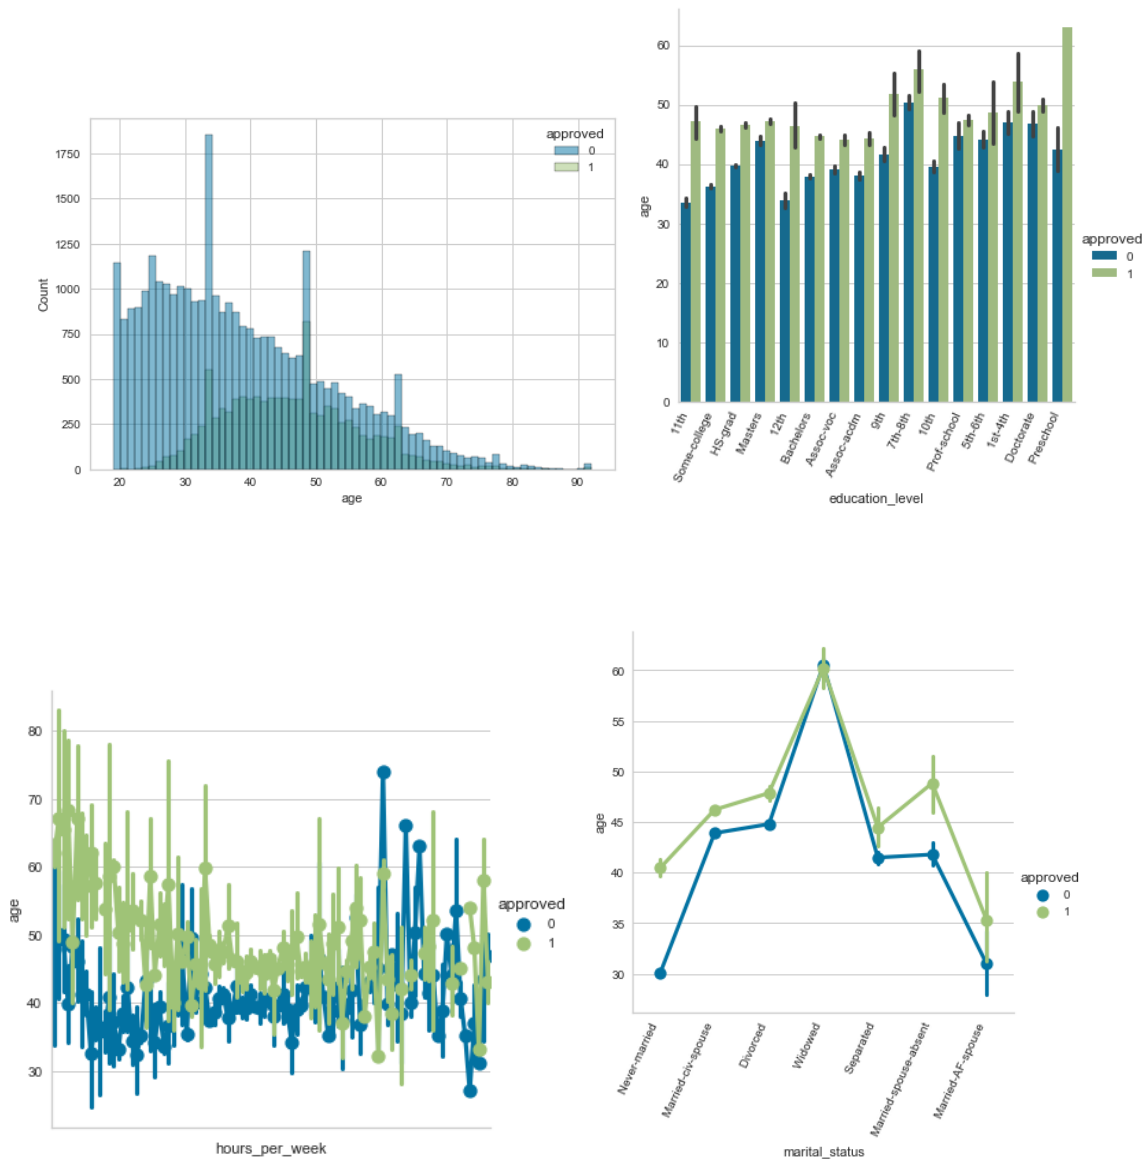 approved
0
1
1750
1500
1250
1000
750
500
250
0
Count
20 30 40 50 60 70 80 90
age
60
50
40
30
20
10
0
age
approved
0
1
11th
Some-college
HS-grad
Masters
12th
Bachelors
Assoc-voc
Assoc-acdm
9th
7th-8th
10th
Prof-school
5th-6th
1st-4th
Doctorate
Preschool
education_level
80
70
60
50
40
30
age
approved
0
1
hours_per_week
60
55
50
45
40
35
30
age
approved
0
1
Never-married
Married-civ-spouse
Divorced
Widowed
Separated
Married-spouse-absent
Married-AF-spouse
marital_status